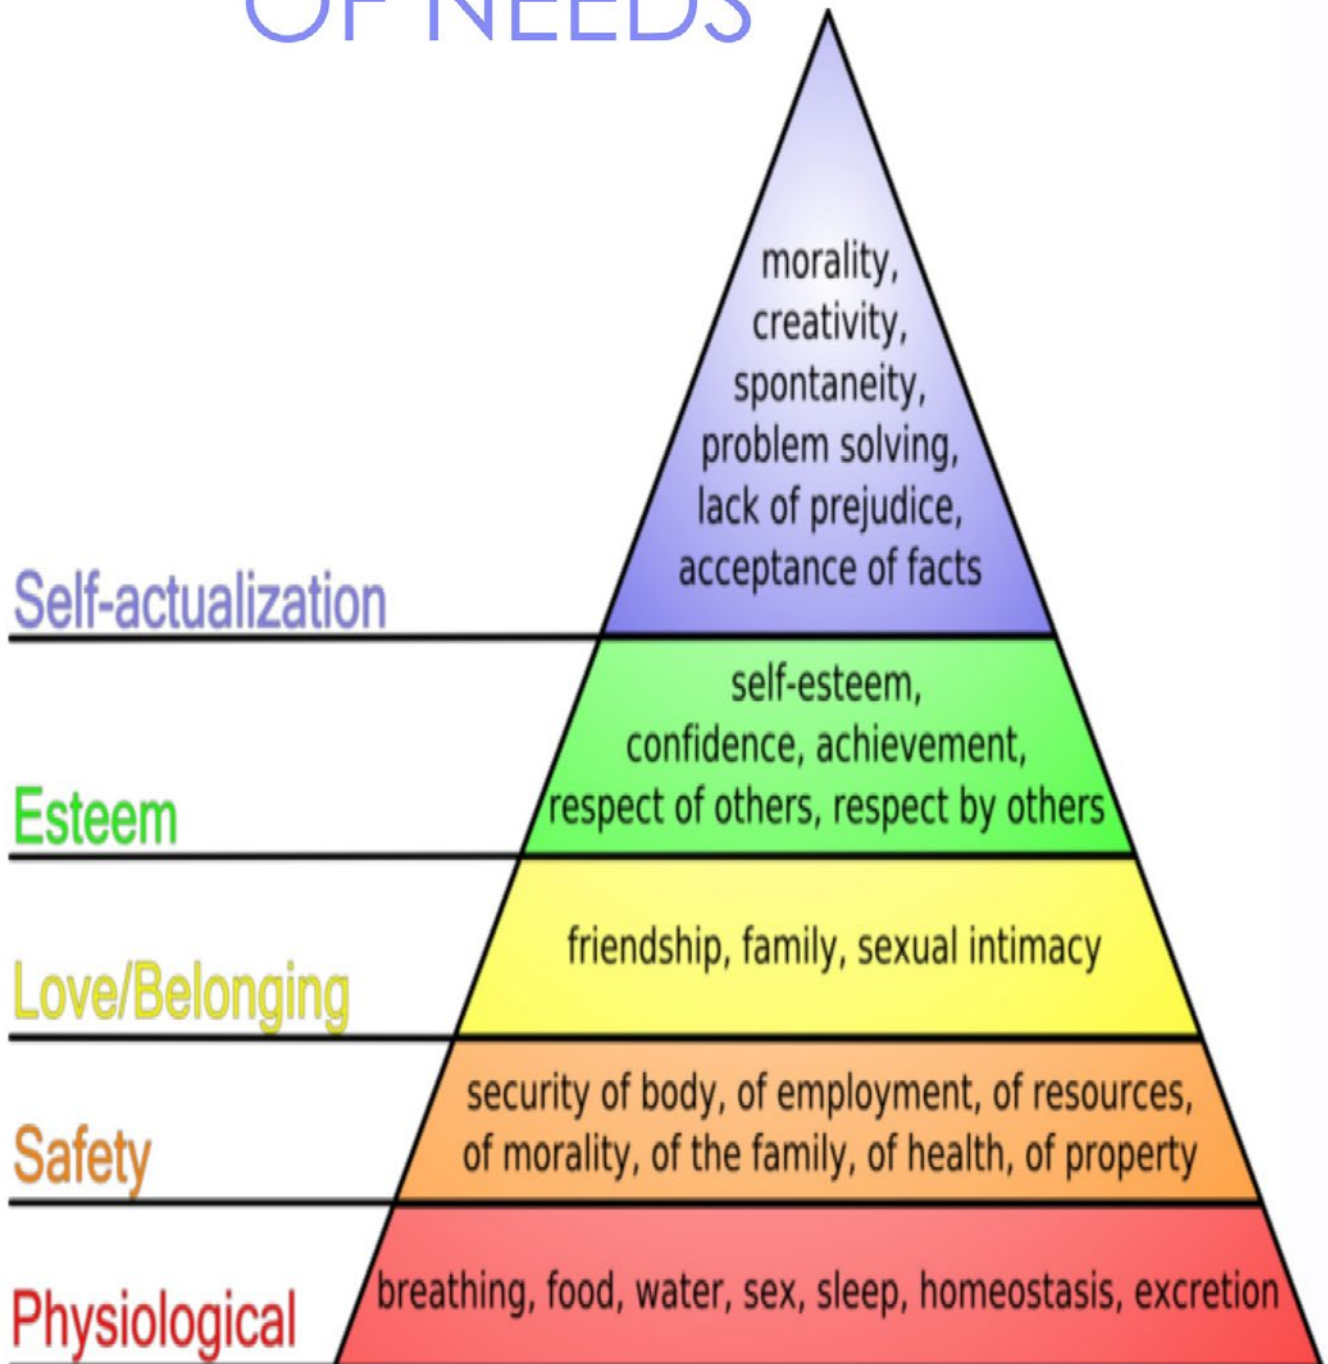 OF NEEDS
morality,
creativity,
spontaneity,
problem solving,
lack of prejudice,
acceptance of facts
Self-actualization
self-esteem,
confidence, achievement,
respect of others, respect by others
Esteem
friendship, family, sexual intimacy
Love/Belonging
security of body, of employment, of resources,
of morality, of the family, of health, of property
Safety
breathing, food, water, sex, sleep, homeostasis, excretion
Physiological